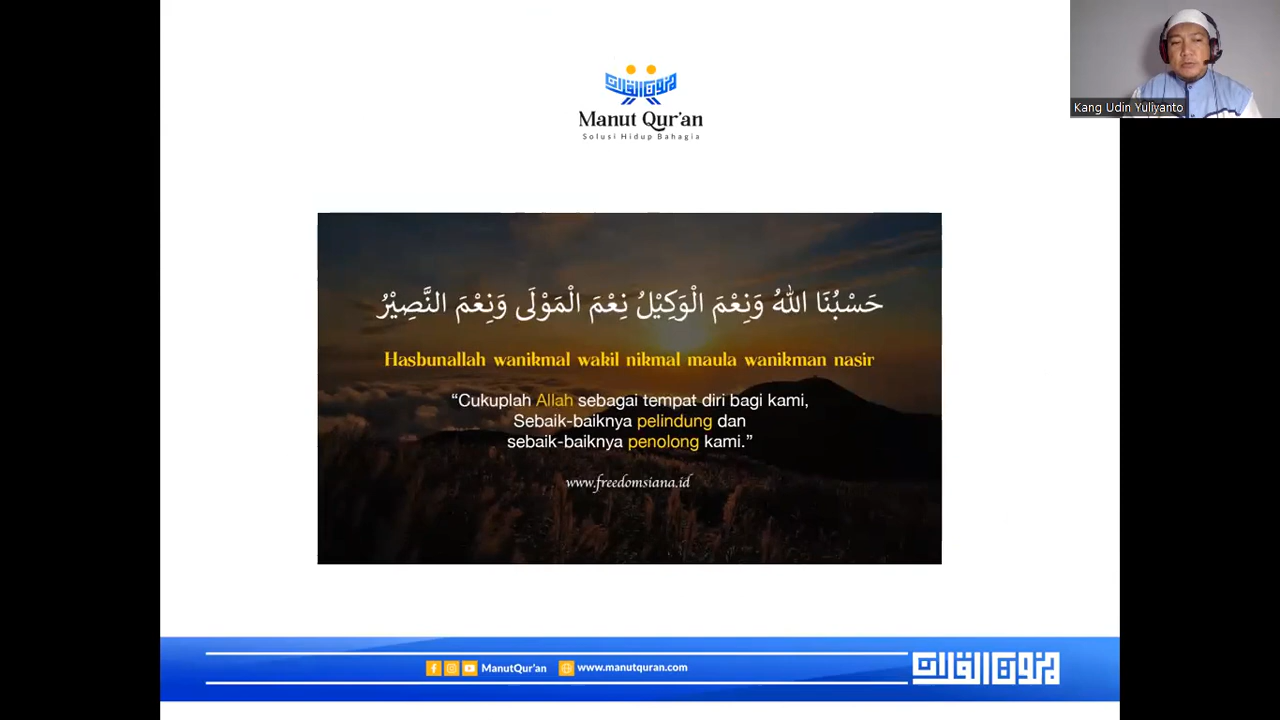 Manut Qur'an
Solusi Hidup Bahagia
Kang Udin Yuliyanto
حَسْبُنَا اللهُ وَنِعْمَ الْوَكِيْلُ نِعْمَ الْمَوْلَى وَنِعْمَ النَّصِيْرُ
Hasbunallah wanikmal wakil nikmal maula wanikman nasir
“Cukuplah Allah sebagai tempat diri bagi kami,
Sebaik-baiknya pelindung dan
sebaik-baiknya penolong kami.”
www.freedomsiana.id
ManutQur'an www.manutquran.com